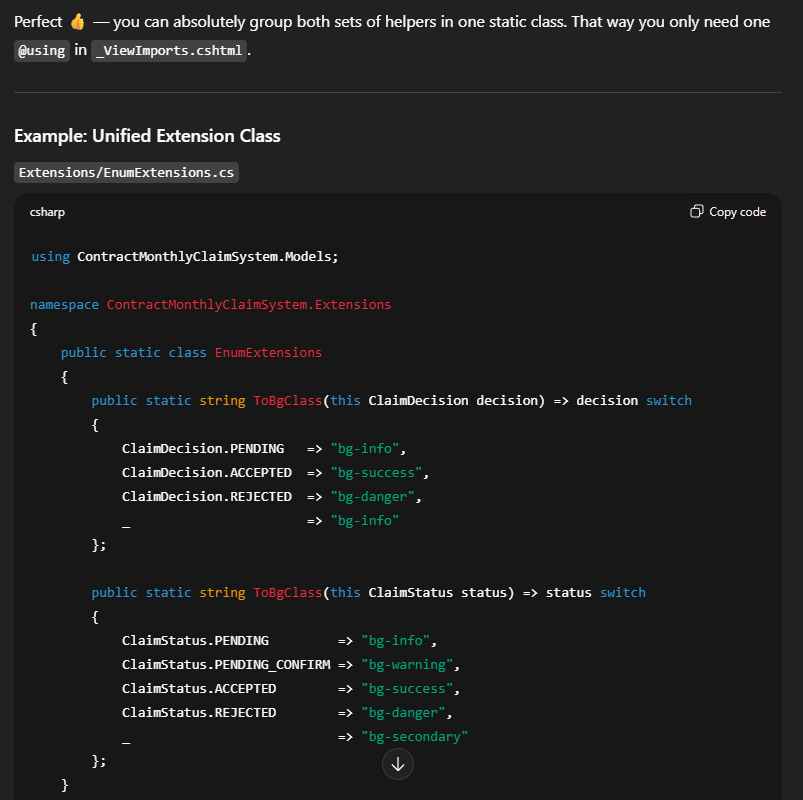 Perfect 👍 — you can absolutely group both sets of helpers in one static class. That way you only need one
@using in _ViewImports.cshtml.
Example: Unified Extension Class
Extensions/EnumExtensions.cs
csharp
Copy code
using ContractMonthlyClaimSystem.Models;
namespace ContractMonthlyClaimSystem.Extensions
{
    public static class EnumExtensions
    {
        public static string ToBgClass(this ClaimDecision decision) => decision switch
        {
            ClaimDecision.PENDING   => "bg-info",
            ClaimDecision.ACCEPTED  => "bg-success",
            ClaimDecision.REJECTED  => "bg-danger",
            _                       => "bg-info"
        };
        public static string ToBgClass(this ClaimStatus status) => status switch
        {
            ClaimStatus.PENDING         => "bg-info",
            ClaimStatus.PENDING_CONFIRM => "bg-warning",
            ClaimStatus.ACCEPTED        => "bg-success",
            ClaimStatus.REJECTED        => "bg-danger",
            _                           => "bg-secondary"
        };
    }